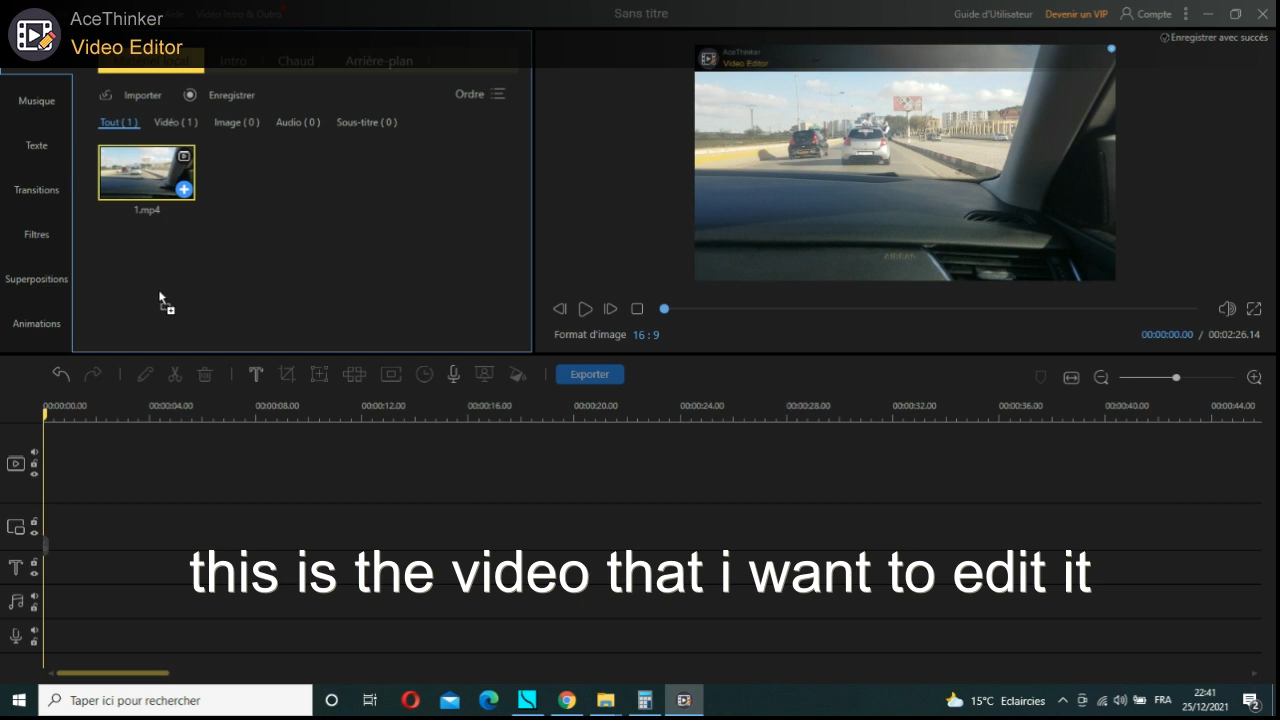 AceThinker
Video Editor
Vidéo Intro & Outro
Sans titre
Guide d'Utilisateur
Devenir un VIP
Compte
Enregistrer avec succès
Matériel local
Intro
Chaud
Arrière-plan
Importer
Enregistrer
Ordre
Tout ( 1 )
Vidéo ( 1 )
Image ( 0 )
Audio ( 0 )
Sous-titre ( 0 )
1.mp4
Musique
Texte
Transitions
Filtres
Superpositions
Animations
AceThinker
Video Editor
AIRBAG
Format d'image 16 : 9
00:00:00.00 / 00:02:26.14
Exporter
00:00:00.00 00:00:04.00 00:00:08.00 00:00:12.00 00:00:16.00 00:00:20.00 00:00:24.00 00:00:28.00 00:00:32.00 00:00:36.00 00:00:40.00 00:00:44.00
this is the video that i want to edit it
Taper ici pour rechercher
15°C Eclaircies
FRA
22:41
25/12/2021
2